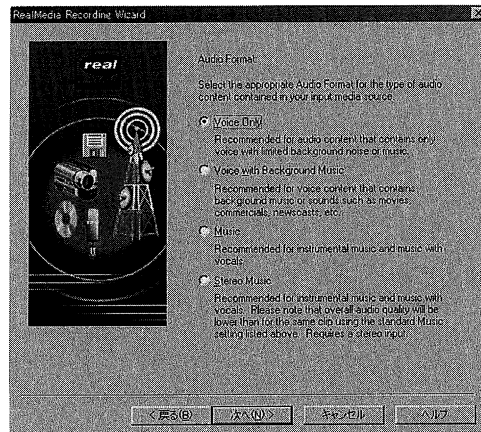 RealMedia Recording Wizard
real
Audio Format:
Select the appropriate Audio Format for the type of audio
content contained in your input media source.
Voice Only
Recommended for audio content that contains only
voice with limited background noise or music.
Voice with Background Music
Recommended for voice content that contains
background music or sounds such as movies,
commercials, newscasts, etc.
Music
Recommended for instrumental music and music with
vocals.
Stereo Music
Recommended for instrumental music and music with
vocals. Please note that overall audio quality will be
lower than for the same clip using the standard Music
setting listed above. Requires a stereo input.
< 戻る(B) 次へ(N) > キャンセル ヘルプ